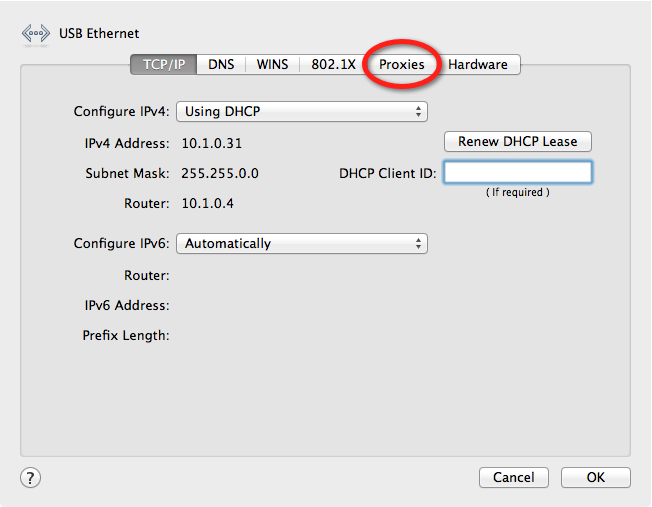 USB Ethernet
TCP/IP DNS WINS 802.1X Proxies Hardware
Configure IPv4: Using DHCP
IPv4 Address: 10.1.0.31 Renew DHCP Lease
Subnet Mask: 255.255.0.0 DHCP Client ID:
( If required )
Router: 10.1.0.4
Configure IPv6: Automatically
Router:
IPv6 Address:
Prefix Length:
? Cancel OK